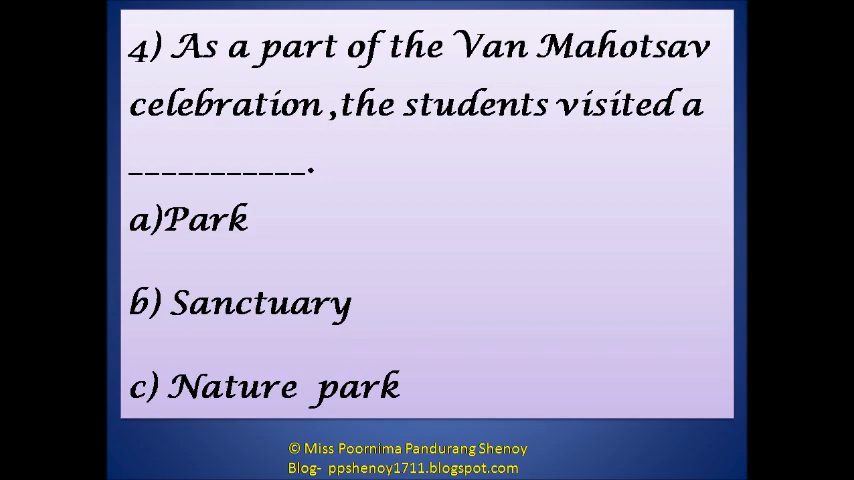 4) As a part of the Van Mahotsav
celebration ,the students visited a
___________.
a)Park
b) Sanctuary
c) Nature park
© Miss Poornima Pandurang Shenoy
Blog- ppshenoy1711.blogspot.com